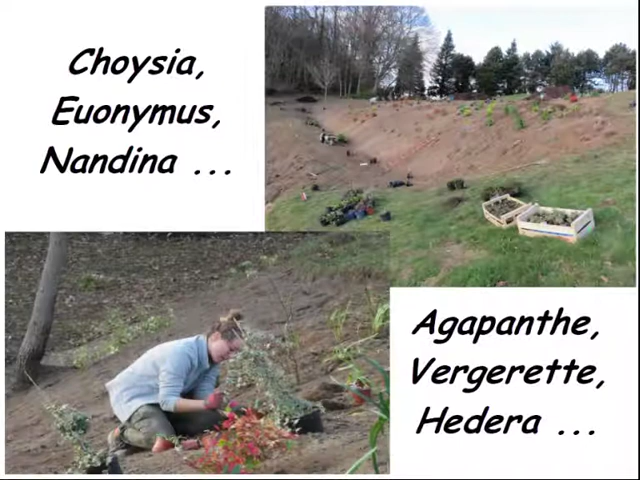 Choysia,
Euonymus,
Nandina ...
Agapanthe,
Vergerette,
Hedera ...